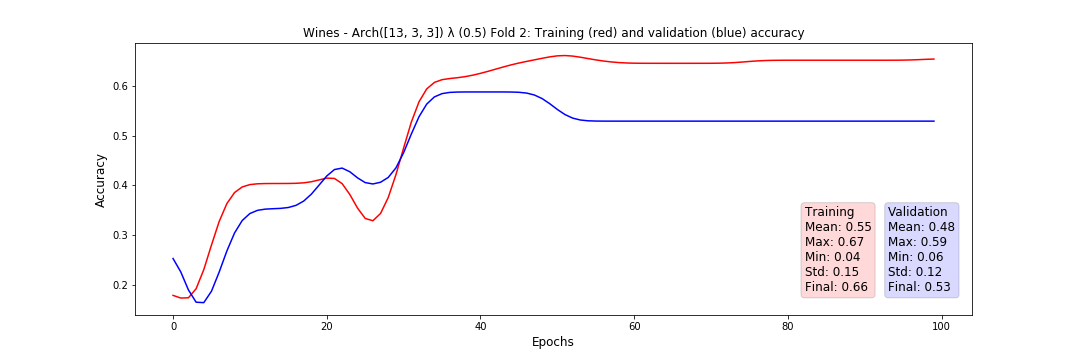 Wines - Arch([13, 3, 3]) λ (0.5) Fold 2: Training (red) and validation (blue) accuracy
Accuracy
0.6
0.5
0.4
0.3
0.2
Training
Mean: 0.55
Max: 0.67
Min: 0.04
Std: 0.15
Final: 0.66
Validation
Mean: 0.48
Max: 0.59
Min: 0.06
Std: 0.12
Final: 0.53
0 20 40 60 80 100
Epochs